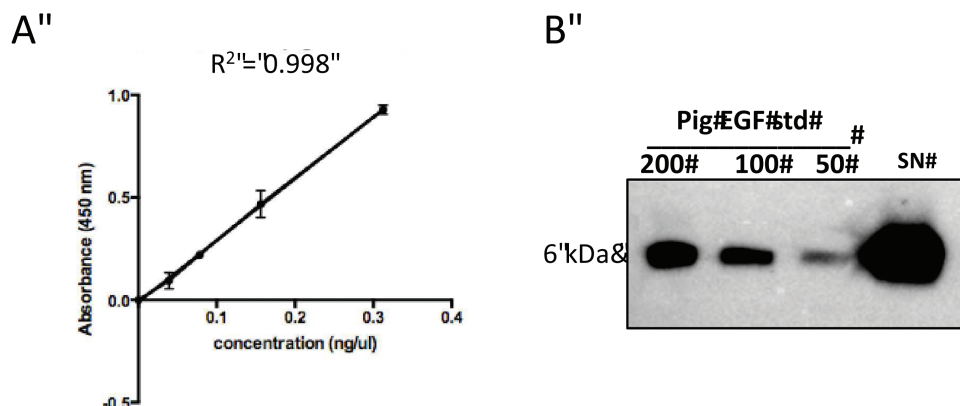 A"
R²"="0.998"
1.0
0.5
0.0
-0.5
Absorbance (450 nm)
0.1 0.2 0.3 0.4
concentration (ng/ul)
B"
Pig#EGF#std#
#
200# 100# 50# SN#
6"kDa&